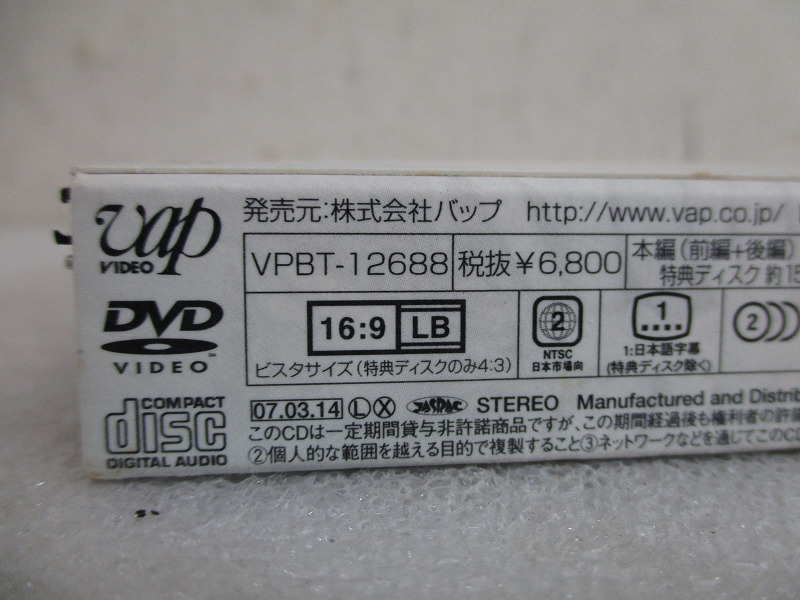 vap
VIDEO
発売元:株式会社バップ http://www.vap.co.jp/
VPBT-12688 税抜¥6,800 本編(前編+後編)
特典ディスク 約15
DVD
VIDEO
16:9 LB
ビスタサイズ(特典ディスクのみ4:3)
2
NTSC
日本市場向
1
1:日本語字幕
(特典ディスク除く)
2
COMPACT
disc
DIGITAL AUDIO
07.03.14 L X JASRAC STEREO Manufactured and Distrib
このCDは一定期間貸与非許諾商品ですが、この期間経過後も権利者の許諾
②個人的な範囲を越える目的で複製すること③ネットワークなどを通じてこのCD